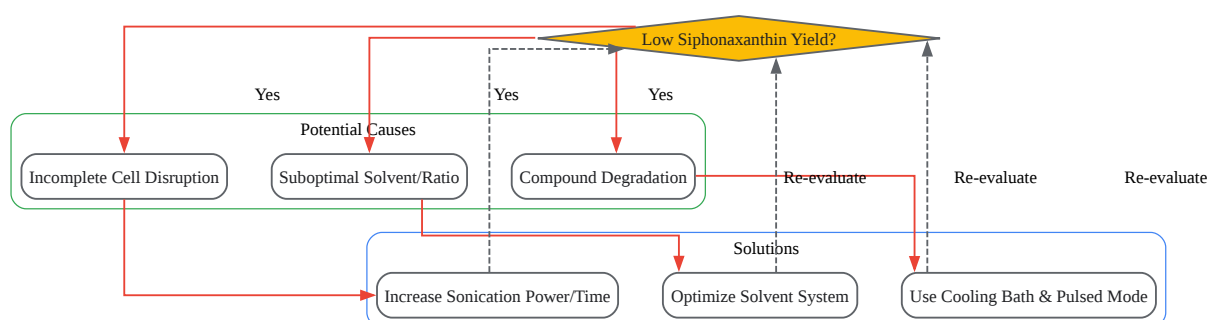 Low Siphonaxanthin Yield?
Yes
Yes
Yes
Potential Causes
Incomplete Cell Disruption
Suboptimal Solvent/Ratio
Compound Degradation
Re-evaluate
Re-evaluate
Re-evaluate
Solutions
Increase Sonication Power/Time
Optimize Solvent System
Use Cooling Bath & Pulsed Mode